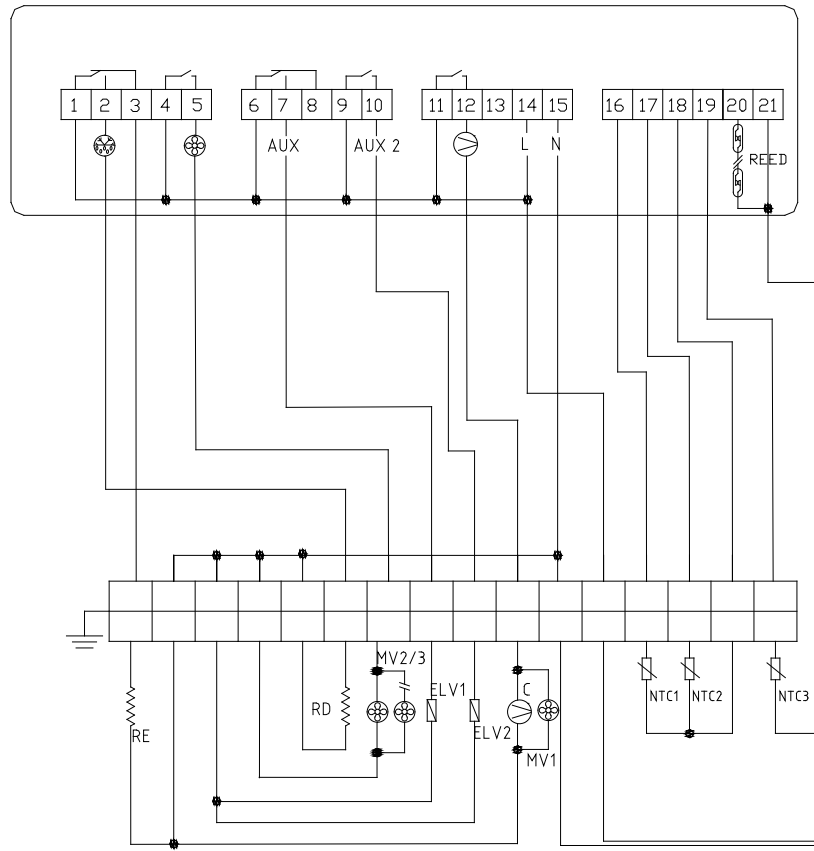 1 2 3 4 5 6 7 8 9 10 11 12 13 14 15 16 17 18 19 20 21
AUX AUX 2 L N REED
MV2/3
ELV1 C
NTC1 NTC2 NTC3
RD
RE ELV2
MV1